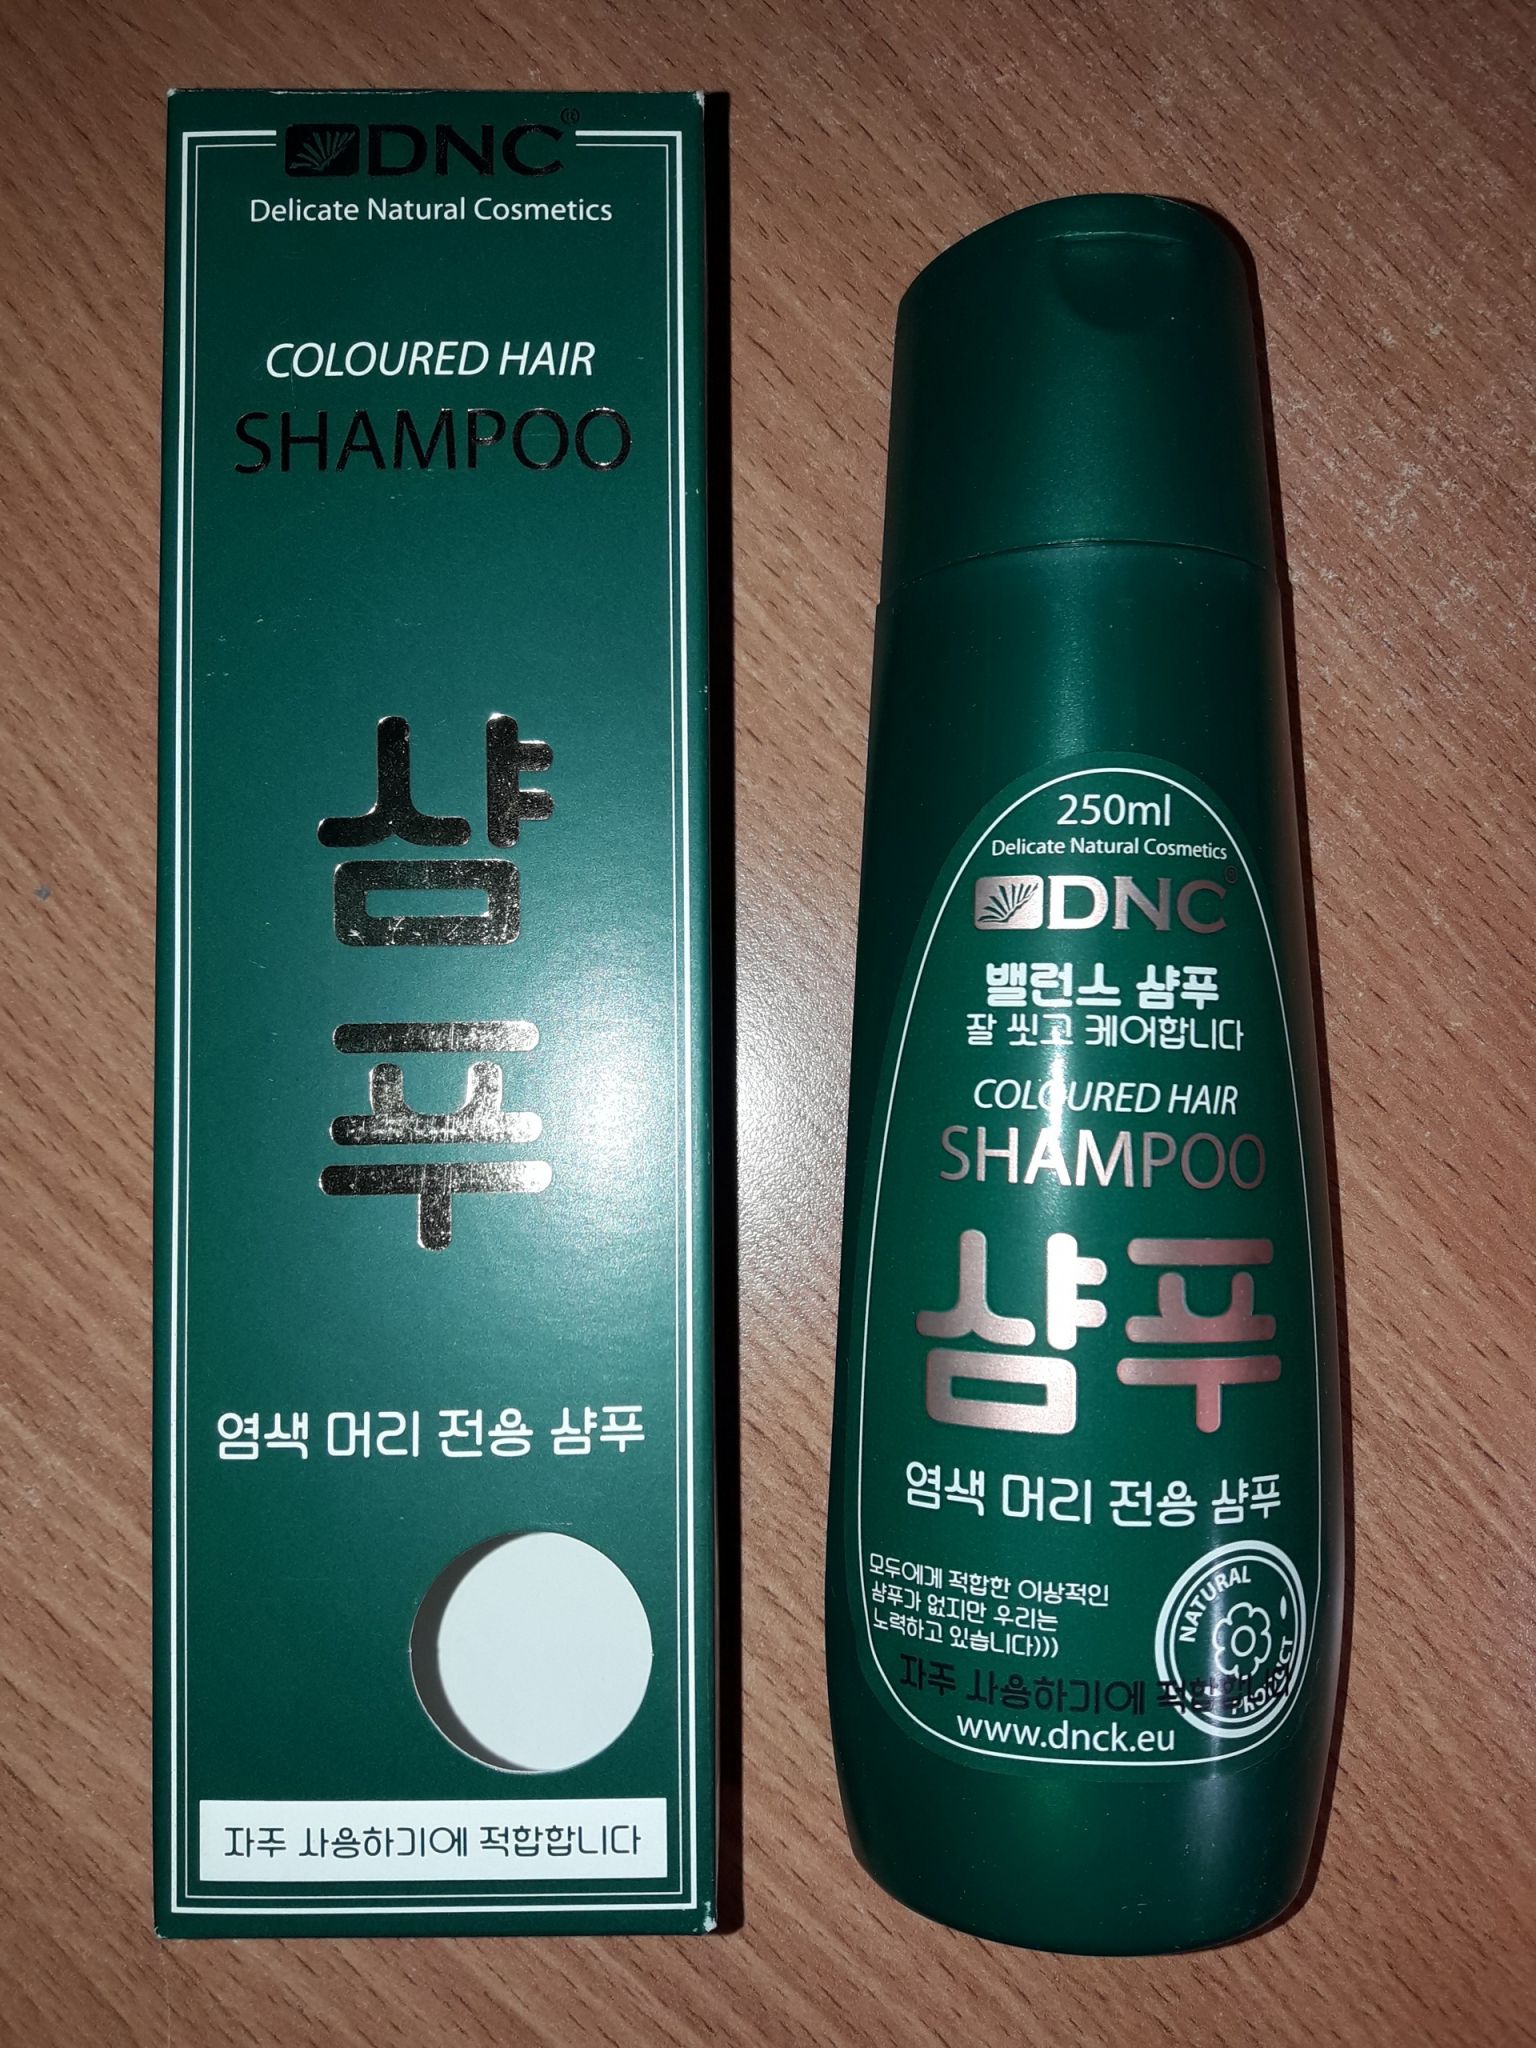 DNC®
Delicate Natural Cosmetics
COLOURED HAIR
SHAMPOO
샴
푸
염색 머리 전용 샴푸
자주 사용하기에 적합합니다
250ml
Delicate Natural Cosmetics
DNC®
밸런스 샴푸
잘 씻고 케어합니다
COLOURED HAIR
SHAMPOO
샴푸
염색 머리 전용 샴푸
모두에게 적합한 이상적인
샴푸가 없지만 우리는
노력하고 있습니다)))
NATURAL
PRODUCT
자주 사용하기에
www.dnck.eu